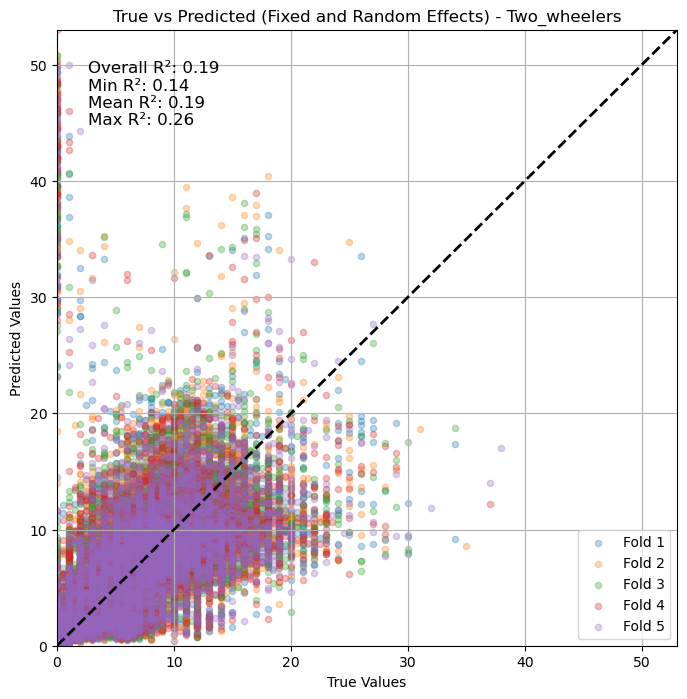 True vs Predicted (Fixed and Random Effects) - Two_wheelers
Overall R²: 0.19
Min R²: 0.14
Mean R²: 0.19
Max R²: 0.26
50
40
30
20
10
0
Predicted Values
Fold 1
Fold 2
Fold 3
Fold 4
Fold 5
0
10
20
30
40
50
True Values